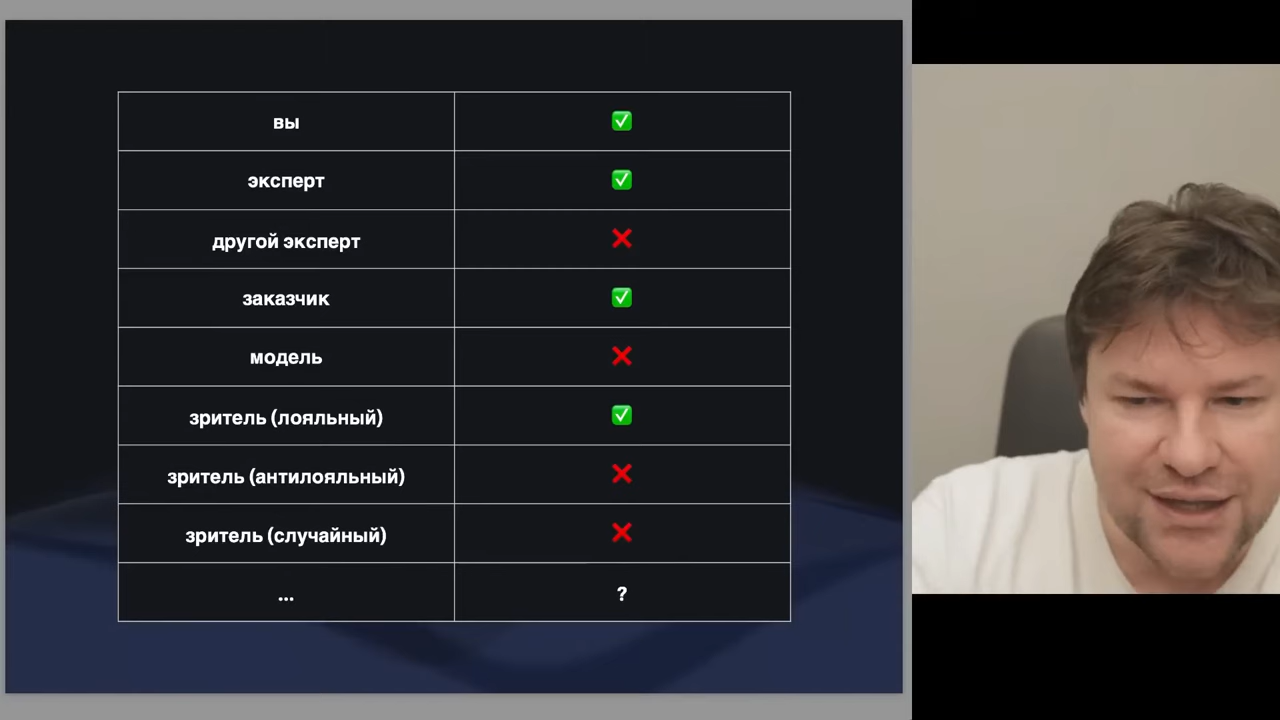 вы ✅
эксперт ✅
другой эксперт ❌
заказчик ✅
модель ❌
зритель (лояльный) ✅
зритель (антилояльный) ❌
зритель (случайный) ❌
... ?